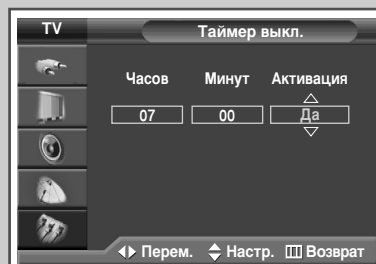 TV
Таймер выкл.
Часов Минут Активация
07 00 Да
Перем. Настр. Возврат